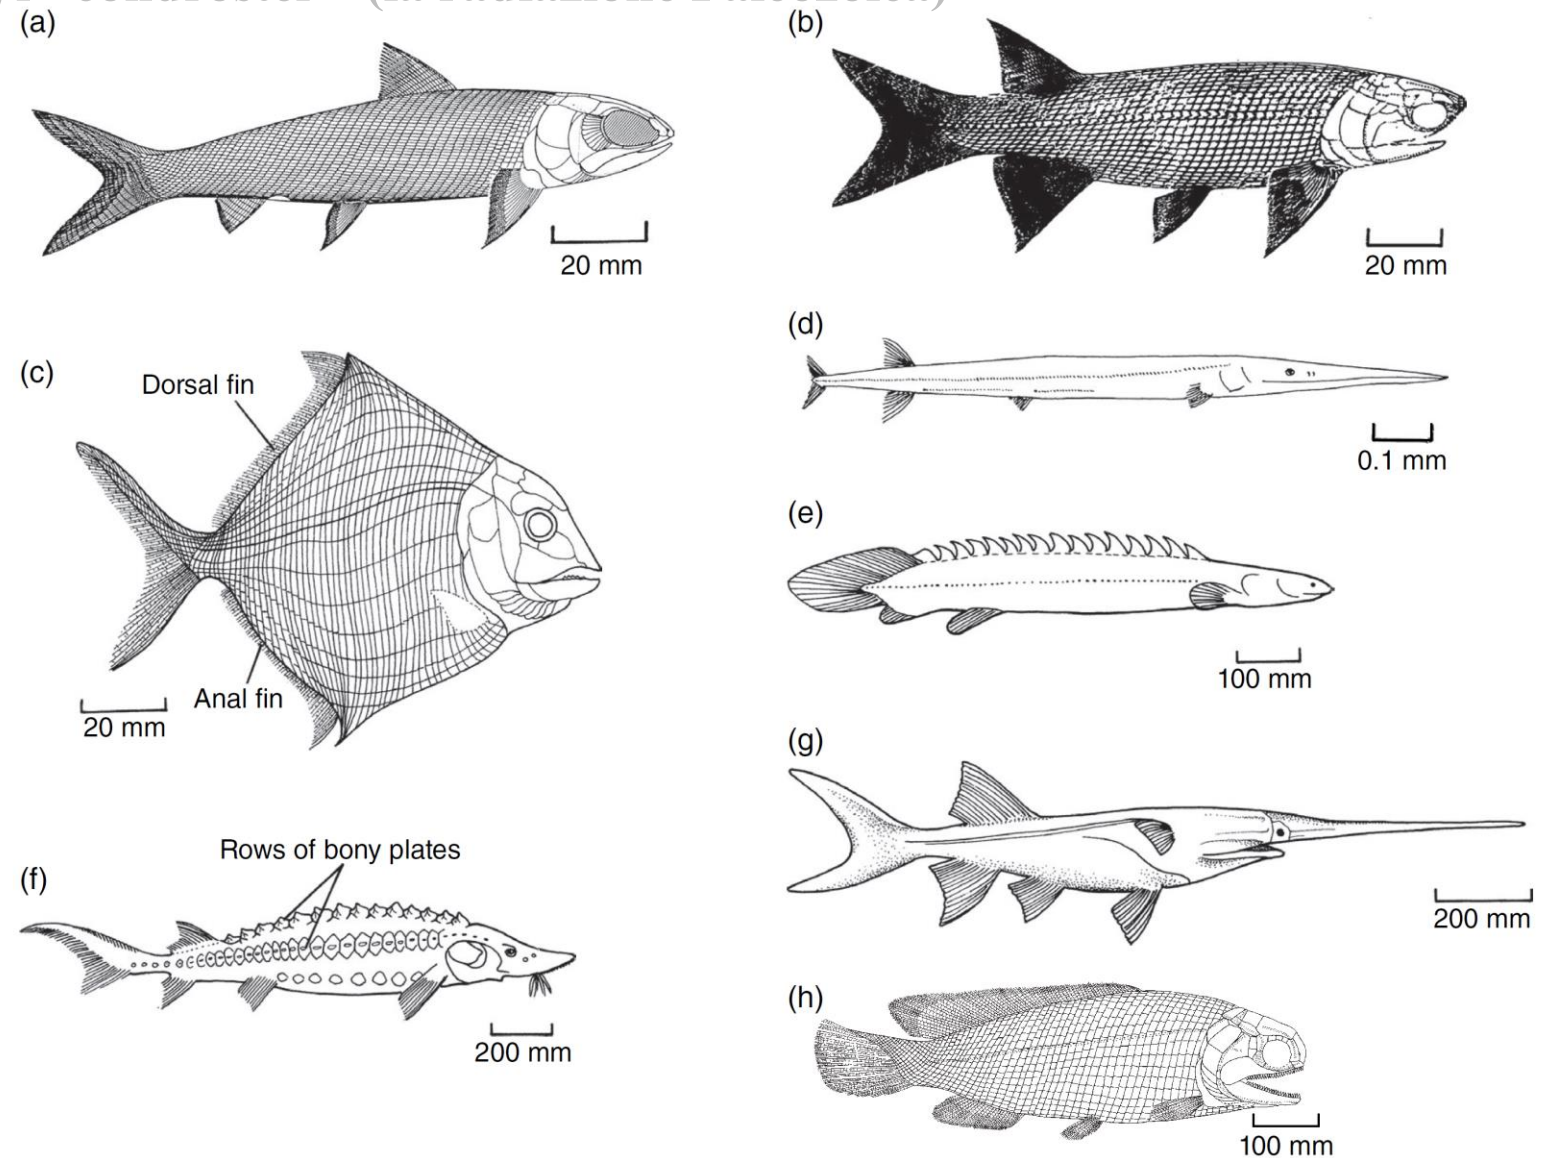 (a)
20 mm
(b)
20 mm
(c)
Dorsal fin
Anal fin
20 mm
(d)
0.1 mm
(e)
100 mm
(f)
Rows of bony plates
200 mm
(g)
200 mm
(h)
100 mm